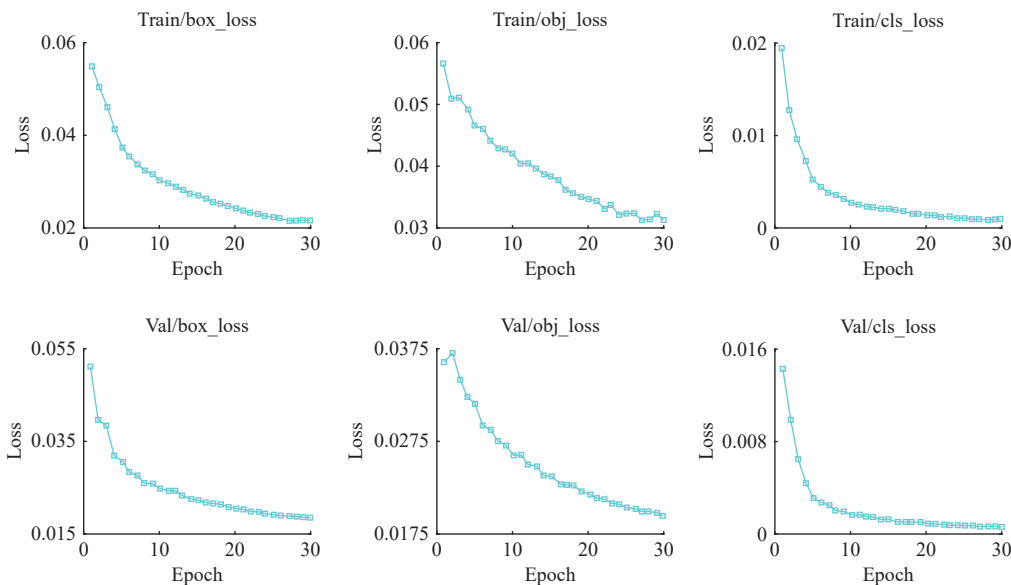 Train/box_loss
0.06
0.04
0.02
Loss
0
10
20
30
Epoch
Train/obj_loss
0.06
0.05
0.04
0.03
Loss
0
10
20
30
Epoch
Train/cls_loss
0.02
0.01
0
Loss
0
10
20
30
Epoch
Val/box_loss
0.055
0.035
0.015
Loss
0
10
20
30
Epoch
Val/obj_loss
0.0375
0.0275
0.0175
Loss
0
10
20
30
Epoch
Val/cls_loss
0.016
0.008
0
Loss
0
10
20
30
Epoch